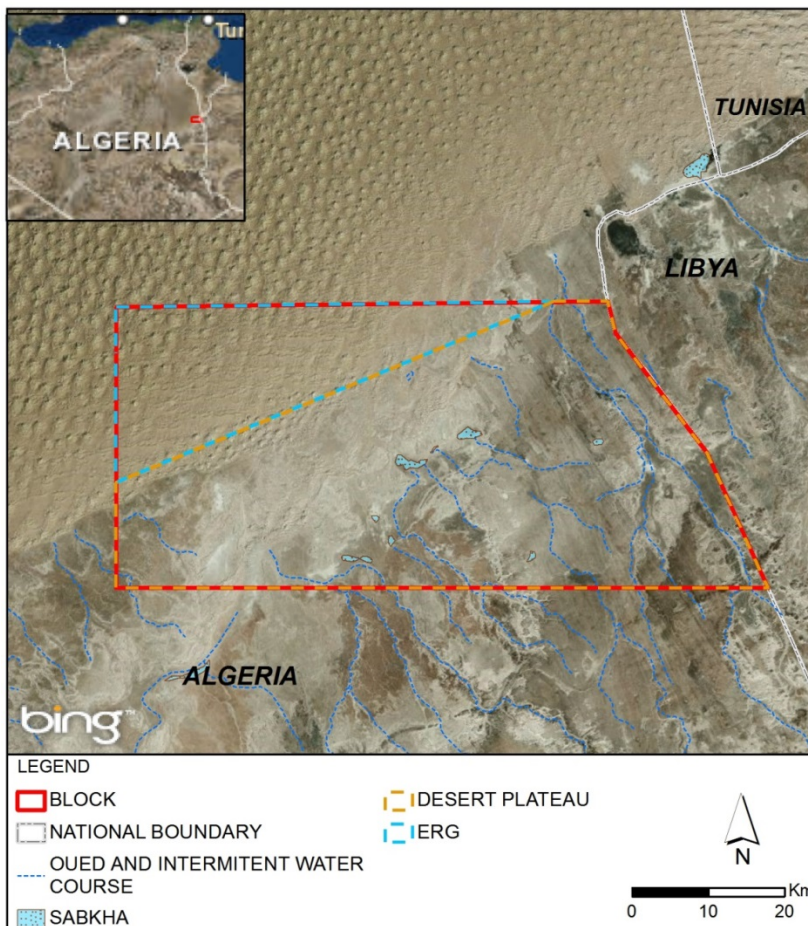 Tur
ALGERIA
TUNISIA
LIBYA
ALGERIA
bing™
LEGEND
BLOCK
NATIONAL BOUNDARY
OUED AND INTERMITENT WATER
COURSE
SABKHA
DESERT PLATEAU
ERG
N
Km
0 10 20